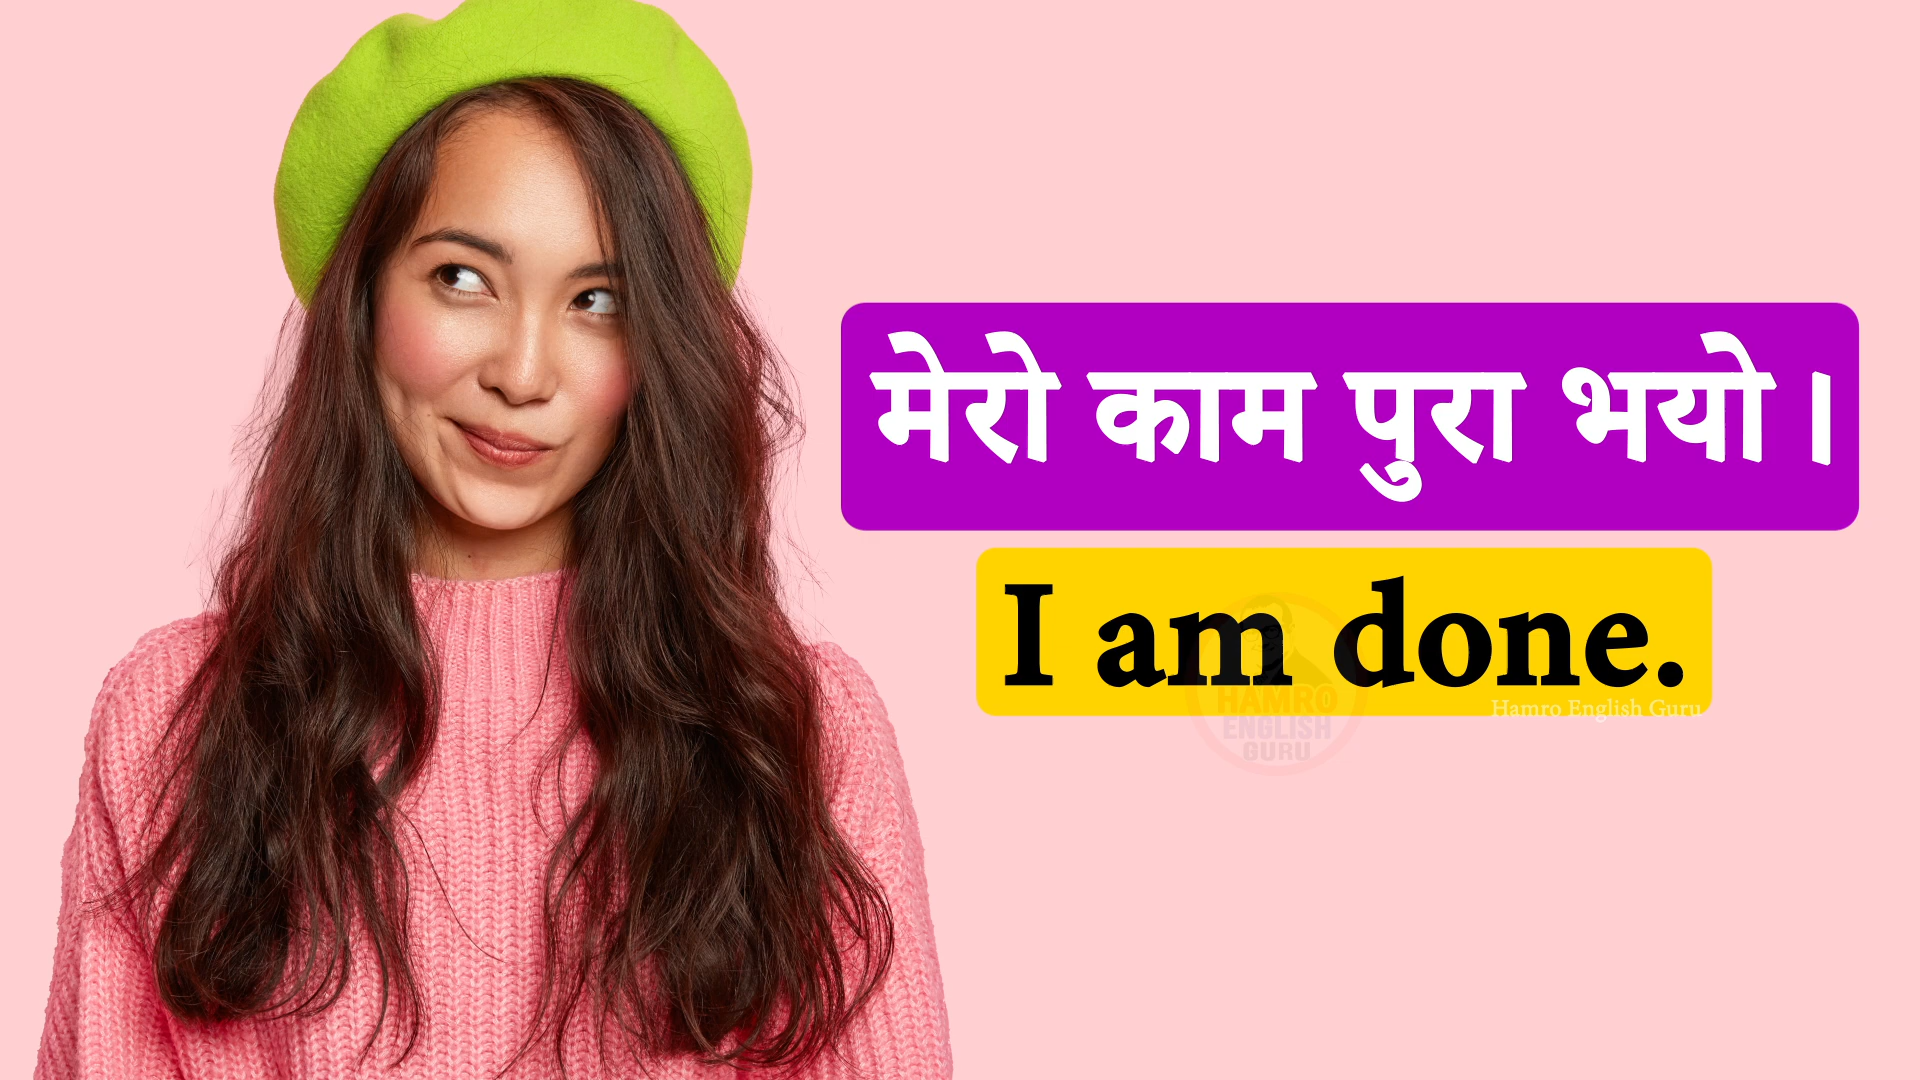 मेरो काम पुरा भयो ।
I am done.
Hamro English Guru
HAMRO
ENGLISH
GURU